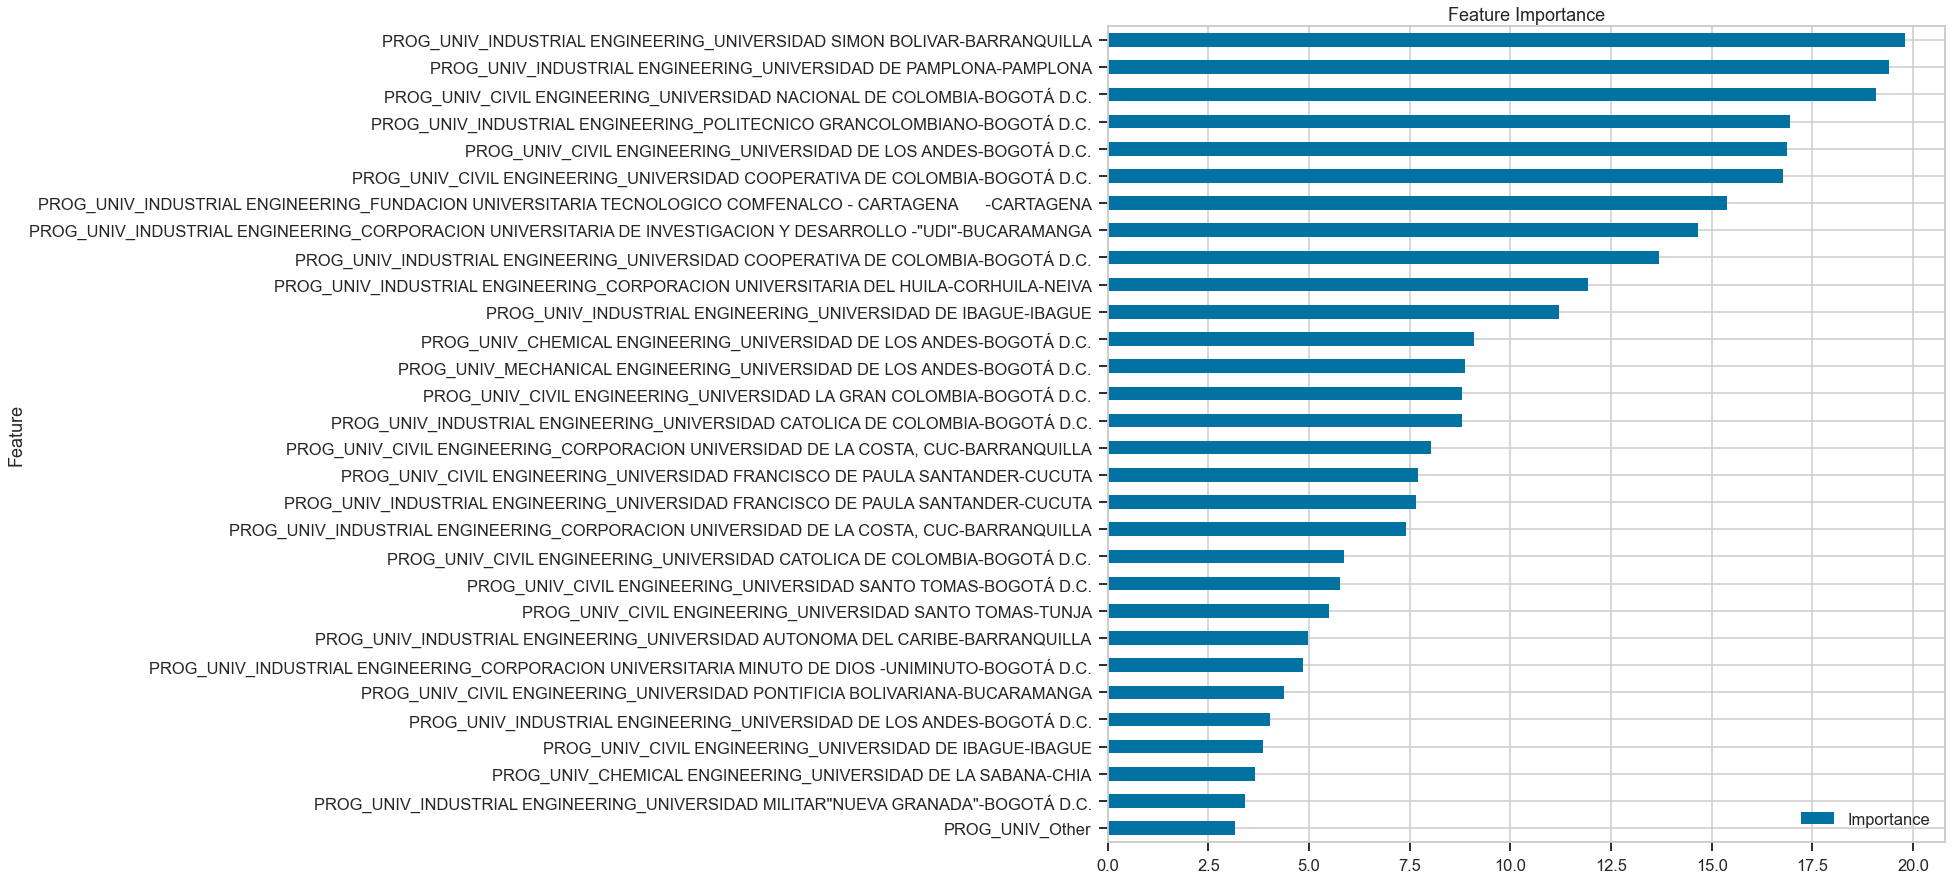 Feature Importance
PROG_UNIV_INDUSTRIAL ENGINEERING_UNIVERSIDAD SIMON BOLIVAR-BARRANQUILLA
PROG_UNIV_INDUSTRIAL ENGINEERING_UNIVERSIDAD DE PAMPLONA-PAMPLONA
PROG_UNIV_CIVIL ENGINEERING_UNIVERSIDAD NACIONAL DE COLOMBIA-BOGOTÁ D.C.
PROG_UNIV_INDUSTRIAL ENGINEERING_POLITECNICO GRANCOLOMBIANO-BOGOTÁ D.C.
PROG_UNIV_CIVIL ENGINEERING_UNIVERSIDAD DE LOS ANDES-BOGOTÁ D.C.
PROG_UNIV_CIVIL ENGINEERING_UNIVERSIDAD COOPERATIVA DE COLOMBIA-BOGOTÁ D.C.
PROG_UNIV_INDUSTRIAL ENGINEERING_FUNDACION UNIVERSITARIA TECNOLOGICO COMFENALCO - CARTAGENA      -CARTAGENA
PROG_UNIV_INDUSTRIAL ENGINEERING_CORPORACION UNIVERSITARIA DE INVESTIGACION Y DESARROLLO -"UDI"-BUCARAMANGA
PROG_UNIV_INDUSTRIAL ENGINEERING_UNIVERSIDAD COOPERATIVA DE COLOMBIA-BOGOTÁ D.C.
PROG_UNIV_INDUSTRIAL ENGINEERING_CORPORACION UNIVERSITARIA DEL HUILA-CORHUILA-NEIVA
PROG_UNIV_INDUSTRIAL ENGINEERING_UNIVERSIDAD DE IBAGUE-IBAGUE
PROG_UNIV_CHEMICAL ENGINEERING_UNIVERSIDAD DE LOS ANDES-BOGOTÁ D.C.
PROG_UNIV_MECHANICAL ENGINEERING_UNIVERSIDAD DE LOS ANDES-BOGOTÁ D.C.
PROG_UNIV_CIVIL ENGINEERING_UNIVERSIDAD LA GRAN COLOMBIA-BOGOTÁ D.C.
PROG_UNIV_INDUSTRIAL ENGINEERING_UNIVERSIDAD CATOLICA DE COLOMBIA-BOGOTÁ D.C.
PROG_UNIV_CIVIL ENGINEERING_CORPORACION UNIVERSIDAD DE LA COSTA, CUC-BARRANQUILLA
PROG_UNIV_CIVIL ENGINEERING_UNIVERSIDAD FRANCISCO DE PAULA SANTANDER-CUCUTA
PROG_UNIV_INDUSTRIAL ENGINEERING_UNIVERSIDAD FRANCISCO DE PAULA SANTANDER-CUCUTA
PROG_UNIV_INDUSTRIAL ENGINEERING_CORPORACION UNIVERSIDAD DE LA COSTA, CUC-BARRANQUILLA
PROG_UNIV_CIVIL ENGINEERING_UNIVERSIDAD CATOLICA DE COLOMBIA-BOGOTÁ D.C.
PROG_UNIV_CIVIL ENGINEERING_UNIVERSIDAD SANTO TOMAS-BOGOTÁ D.C.
PROG_UNIV_CIVIL ENGINEERING_UNIVERSIDAD SANTO TOMAS-TUNJA
PROG_UNIV_INDUSTRIAL ENGINEERING_UNIVERSIDAD AUTONOMA DEL CARIBE-BARRANQUILLA
PROG_UNIV_INDUSTRIAL ENGINEERING_CORPORACION UNIVERSITARIA MINUTO DE DIOS -UNIMINUTO-BOGOTÁ D.C.
PROG_UNIV_CIVIL ENGINEERING_UNIVERSIDAD PONTIFICIA BOLIVARIANA-BUCARAMANGA
PROG_UNIV_INDUSTRIAL ENGINEERING_UNIVERSIDAD DE LOS ANDES-BOGOTÁ D.C.
PROG_UNIV_CIVIL ENGINEERING_UNIVERSIDAD DE IBAGUE-IBAGUE
PROG_UNIV_CHEMICAL ENGINEERING_UNIVERSIDAD DE LA SABANA-CHIA
PROG_UNIV_INDUSTRIAL ENGINEERING_UNIVERSIDAD MILITAR"NUEVA GRANADA"-BOGOTÁ D.C.
PROG_UNIV_Other
Feature
Importance
0.0 2.5 5.0 7.5 10.0 12.5 15.0 17.5 20.0